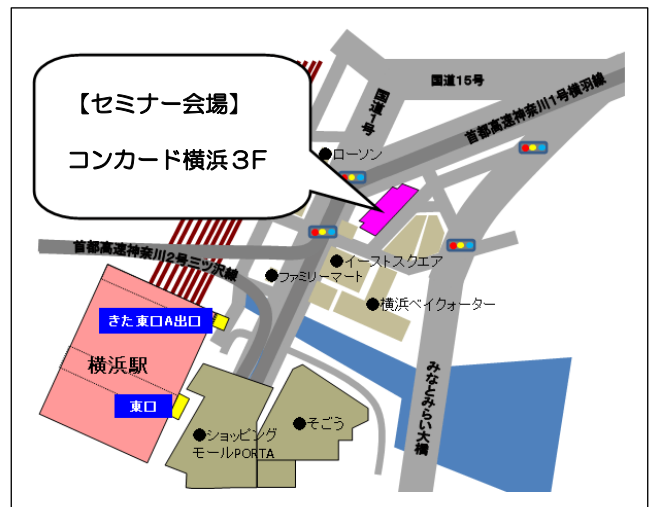 【セミナー会場】
コンカード横浜3F
国道15号
国道1号
首都高速神奈川1号横羽線
ローソン
首都高速神奈川2号三ツ沢線
イーストスクエア
ファミリーマート
横浜ベイクォーター
きた東口A出口
横浜駅
東口
みなとみらい大橋
そごう
ショッピング
モールPORTA